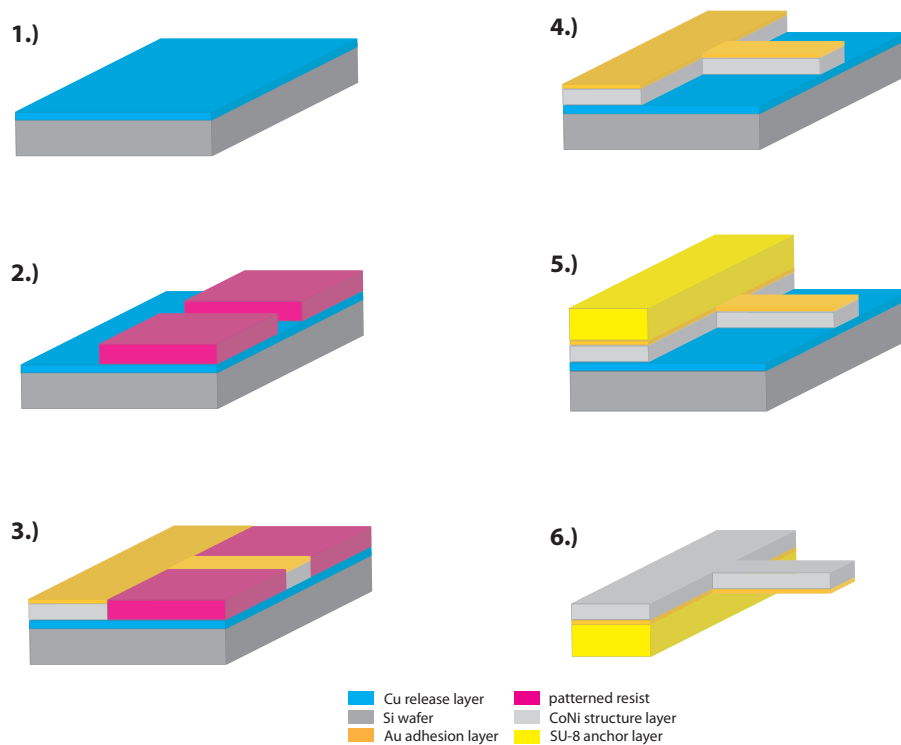 1.)
4.)
2.)
5.)
3.)
6.)
Cu release layer
patterned resist
Si wafer
CoNi structure layer
Au adhesion layer
SU-8 anchor layer